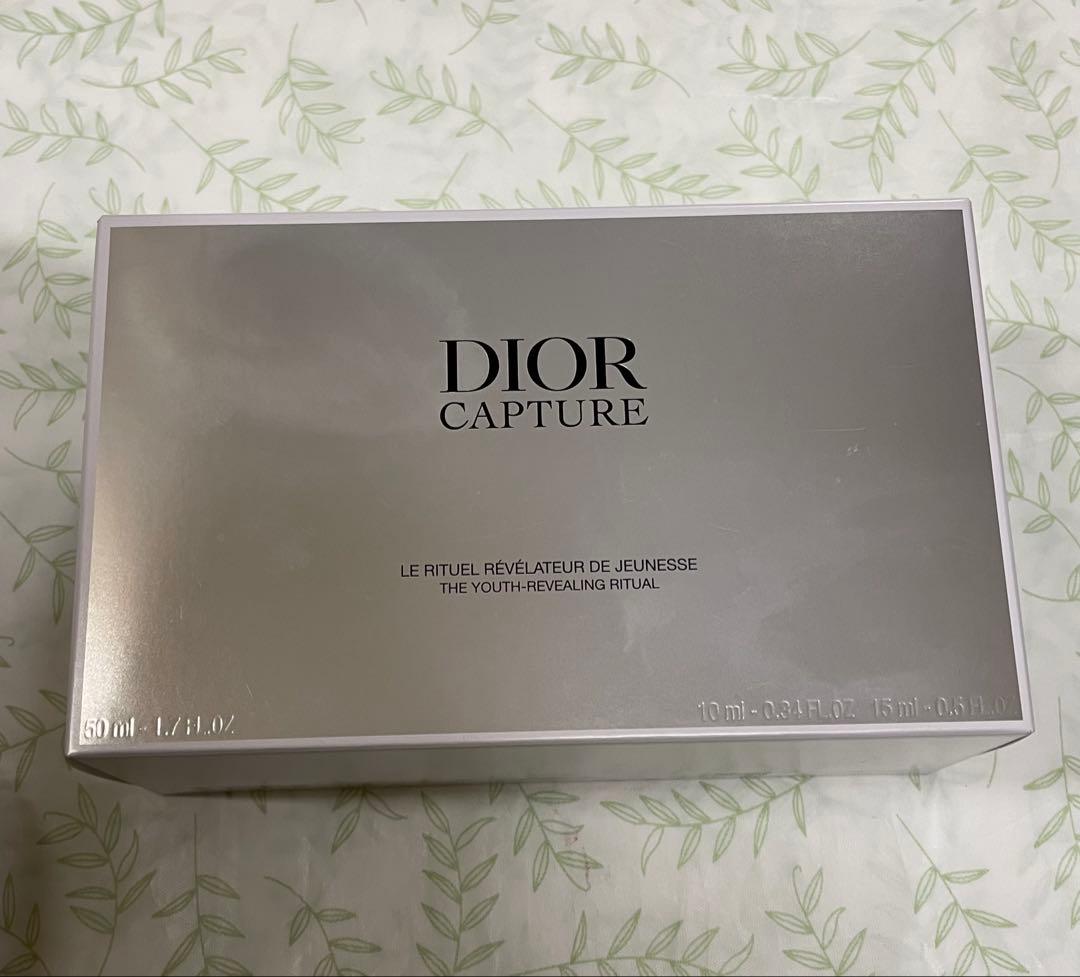 DIOR
CAPTURE
LE RITUEL RÉVÉLATEUR DE JEUNESSE
THE YOUTH-REVEALING RITUAL
50 ml - 1.7 FL.OZ
10 ml - 0.34 FL.OZ 15 ml - 0.5 FL.OZ